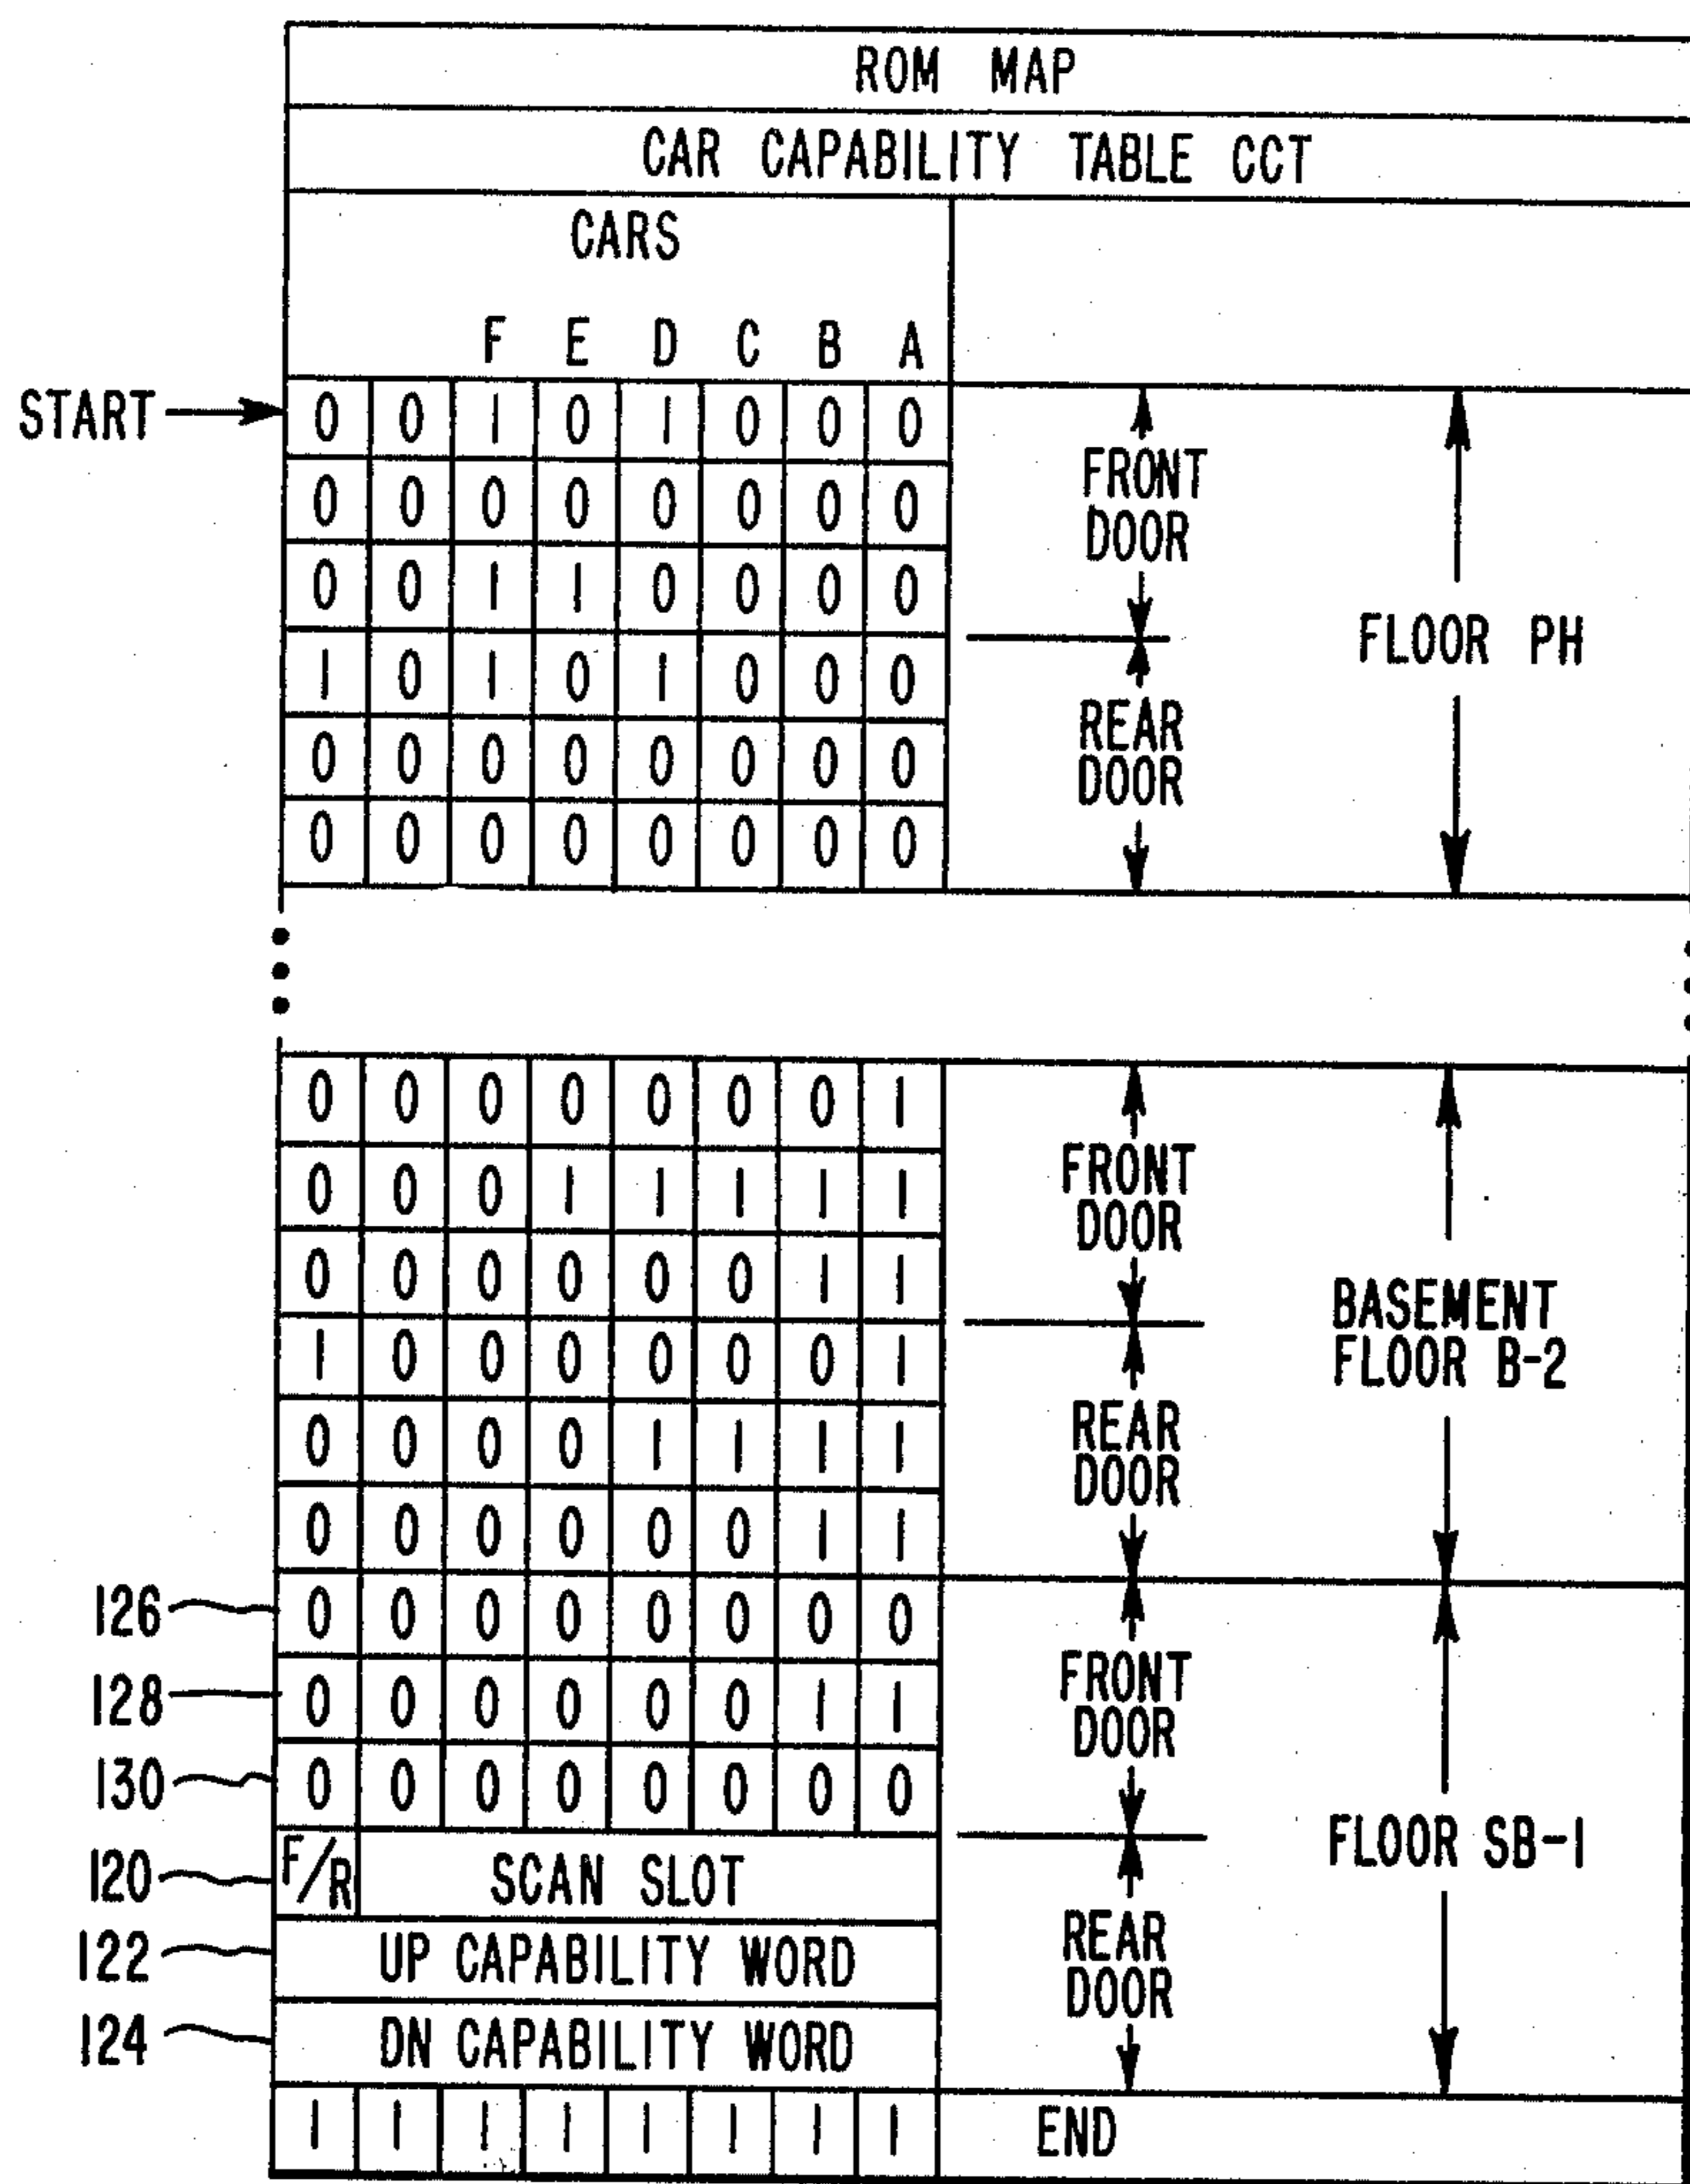 ROM MAP
CAR CAPABILITY TABLE CCT
CARS
F E D C B A
START 0 0 1 0 1 0 0 0
0 0 0 0 0 0 0 0
0 0 1 1 0 0 0 0
FRONT
DOOR
1 0 1 0 1 0 0 0
0 0 0 0 0 0 0 0
0 0 0 0 0 0 0 0
REAR
DOOR
FLOOR PH
0 0 0 0 0 0 0 1
0 0 0 1 1 1 1 1
0 0 0 0 0 0 1 1
FRONT
DOOR
1 0 0 0 0 0 0 1
0 0 0 0 1 1 1 1
0 0 0 0 0 0 1 1
REAR
DOOR
BASEMENT
FLOOR B-2
126 0 0 0 0 0 0 0 0
128 0 0 0 0 0 0 1 1
130 0 0 0 0 0 0 0 0
FRONT
DOOR
120 F/R SCAN SLOT
122 UP CAPABILITY WORD
124 DN CAPABILITY WORD
REAR
DOOR
FLOOR SB-1
1 1 1 1 1 1 1 1 END